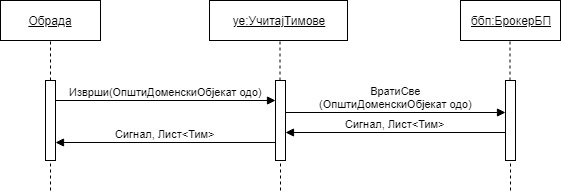 Обрада
уе:УчитајТимове
ббп:БрокерБП
Изврши(ОпштиДоменскиОбјекат одо)
ВратиСве
(ОпштиДоменскиОбјекат одо)
Сигнал, Лист<Тим>
Сигнал, Лист<Тим>